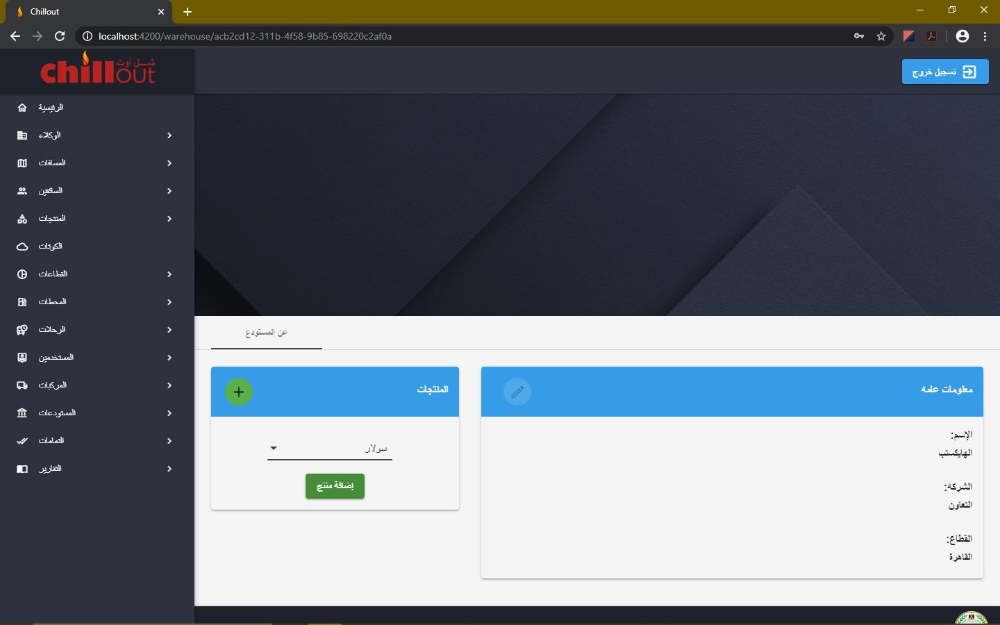 Chillout
localhost:4200/warehouse/acb2cd12-311b-4f58-9b85-698220c2af0a
شــل أوت
chillout
تسجيل خروج
الرئيسية
الوكلاء
المسافات
السائقين
المنتجات
الكوتات
القطاعات
المحطات
الرحلات
المستخدمين
المركبات
المستودعات
التمامات
التقارير
عن المستودع
معلومات عامه
الإسم:
الهايكستب
الشركه:
التعاون
القطاع:
القاهرة
المنتجات
سولار
إضافة منتج